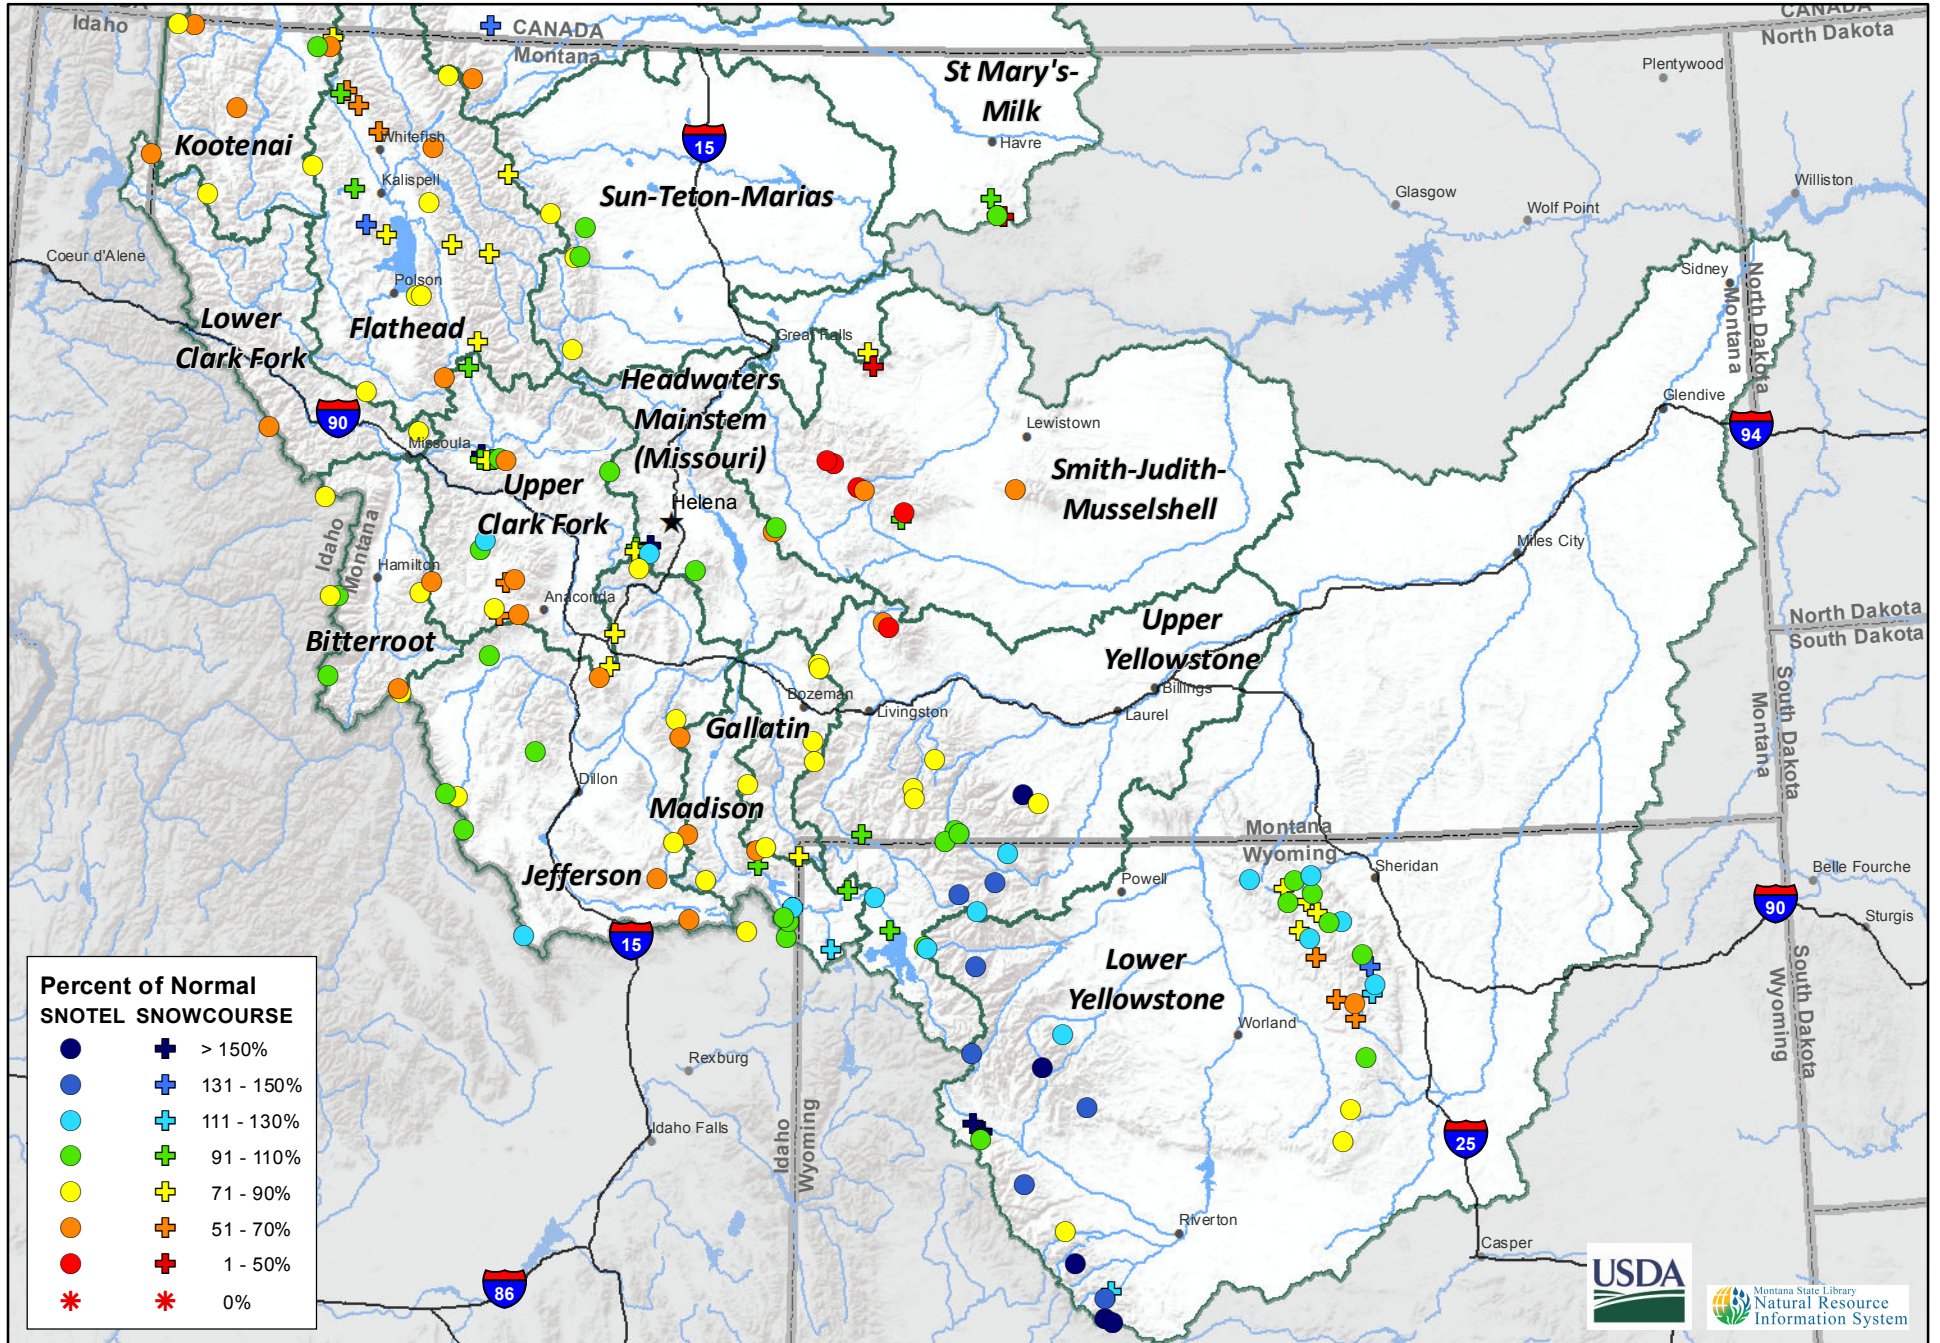 Idaho
CANADA
Montana
CANADA
North Dakota
Plentywood
St Mary's-
Milk
Havre
15
Kootenai
Whitefish
Kalispell
Sun-Teton-Marias
Glasgow
Wolf Point
Williston
Coeur d'Alene
Polson
Sidney
North Dakota
Montana
Lower
Clark Fork
Flathead
Great Falls
Headwaters
Mainstem
(Missouri)
90
Missoula
Lewistown
Glendive
94
Smith-Judith-
Musselshell
Upper
Clark Fork
Helena
Idaho
Montana
Hamilton
Miles City
Anaconda
Bitterroot
North Dakota
South Dakota
Upper
Yellowstone
Billings
Bozeman
Livingston
Laurel
South Dakota
Montana
Gallatin
Dillon
Madison
Montana
Wyoming
Jefferson
Sheridan
Powell
Belle Fourche
90
Sturgis
15
Lower
Yellowstone
South Dakota
Wyoming
Worland
Rexburg
Idaho
Wyoming
Idaho Falls
25
Riverton
Casper
86
Percent of Normal
SNOTEL SNOWCOURSE
> 150%
131 - 150%
111 - 130%
91 - 110%
71 - 90%
51 - 70%
1 - 50%
0%
USDA
Montana State Library
Natural Resource
Information System